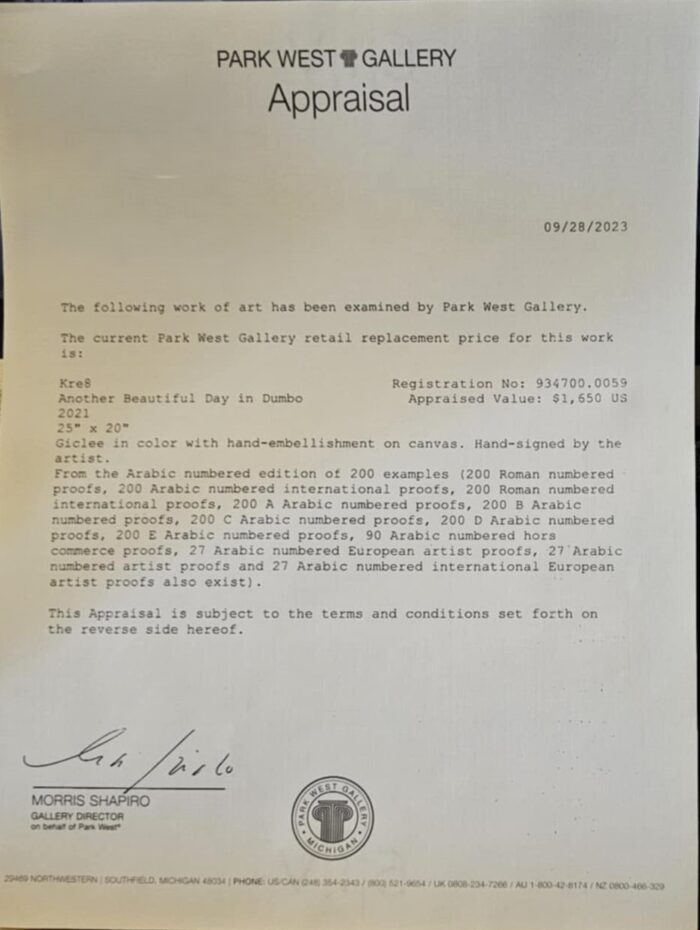 PARK WEST GALLERY
Appraisal
09/28/2023
The following work of art has been examined by Park West Gallery.
The current Park West Gallery retail replacement price for this work
is:
Kre8 Registration No: 934700.0059
Another Beautiful Day in Dumbo Appraised Value: $1,650 US
2021
25" x 20"
Giclee in color with hand-embellishment on canvas. Hand-signed by the
artist.
From the Arabic numbered edition of 200 examples (200 Roman numbered
proofs, 200 Arabic numbered international proofs, 200 Roman numbered
international proofs, 200 A Arabic numbered proofs, 200 B Arabic
numbered proofs, 200 C Arabic numbered proofs, 200 D Arabic numbered
proofs, 200 E Arabic numbered proofs, 90 Arabic numbered hors
commerce proofs, 27 Arabic numbered European artist proofs, 27 Arabic
numbered artist proofs and 27 Arabic numbered international European
artist proofs also exist).
This Appraisal is subject to the terms and conditions set forth on
the reverse side hereof.
MORRIS SHAPIRO
GALLERY DIRECTOR
on behalf of Park West®
PARK WEST GALLERY
MICHIGAN
29469 NORTHWESTERN | SOUTHFIELD, MICHIGAN 48034 | PHONE: US/CAN (248) 354-2343 / (800) 521-9654 / UK 0808-234-7266 / AU 1-800-42-8174 / NZ 0800-466-329